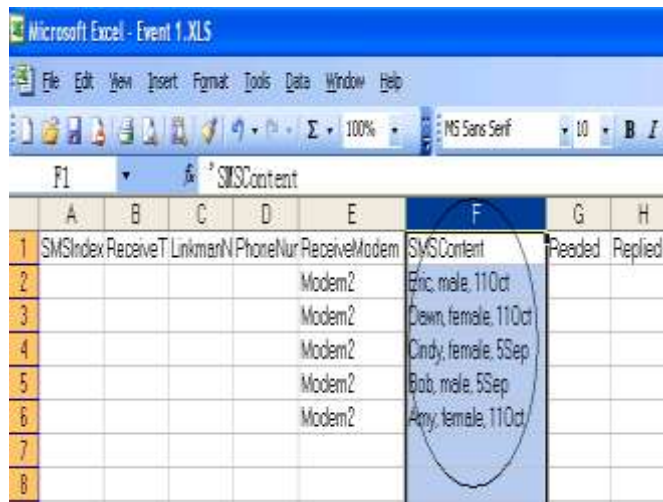 Microsoft Excel - Event 1.XLS
File Edit View Insert Format Tools Data Window Help
Σ 100% MS Sans Serif 10 B I
F1 fx 'SMSContent
A B C D E F G H
1 SMSIndex ReceiveT LinkmanN PhoneNur ReceiveModem SMSContent Readed Replied
2 Modem2 Eric, male, 11Oct
3 Modem2 Dawn, female, 11Oct
4 Modem2 Cindy, female, 5Sep
5 Modem2 Bob, male, 5Sep
6 Modem2 Amy, female, 11Oct
7
8